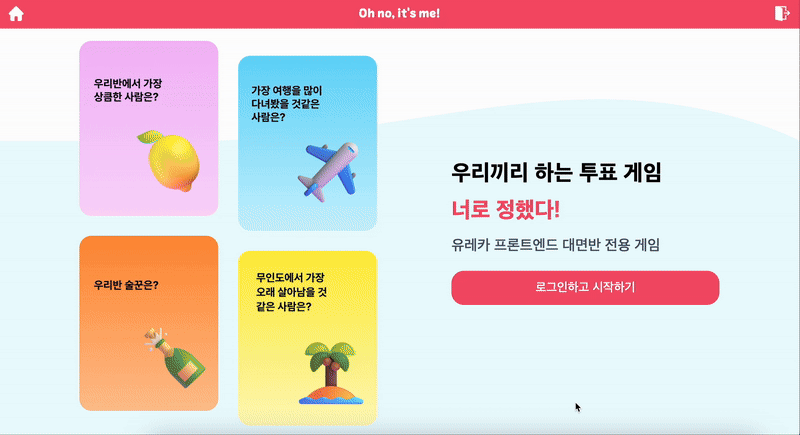 Oh no, it's me!
우리반에서 가장
상큼한 사람은?
가장 여행을 많이
다녀봤을 것같은
사람은?
우리반 술꾼은?
무인도에서 가장
오래 살아남을 것
같은 사람은?
우리끼리 하는 투표 게임
너로 정했다!
유레카 프론트엔드 대면반 전용 게임
로그인하고 시작하기